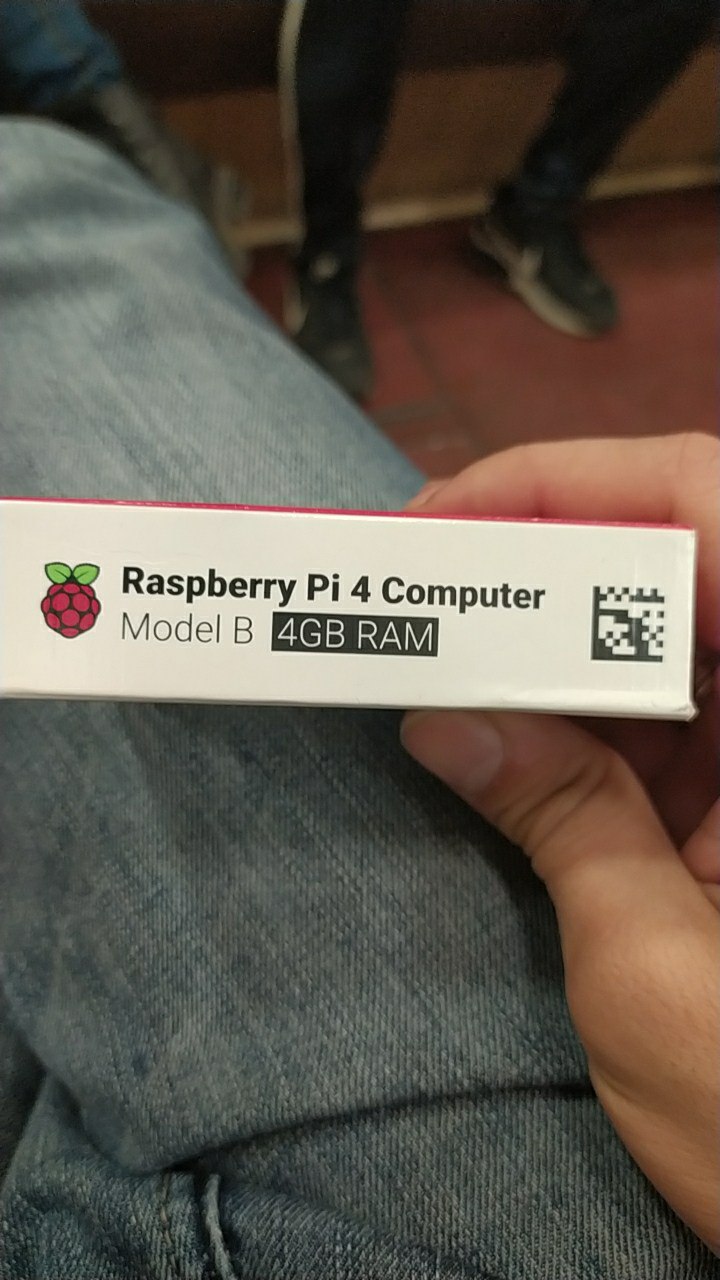 Raspberry Pi 4 Computer
Model B 4GB RAM